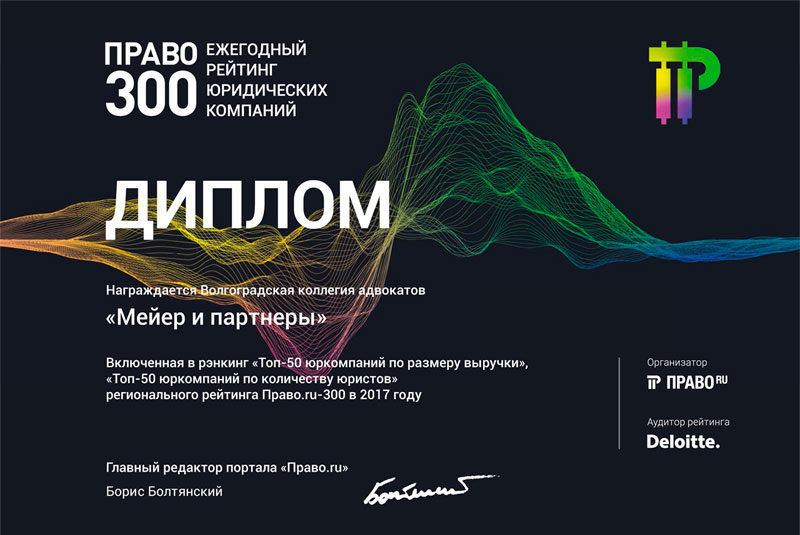 ПРАВО
300
ЕЖЕГОДНЫЙ
РЕЙТИНГ
ЮРИДИЧЕСКИХ
КОМПАНИЙ
ДИПЛОМ
Награждается Волгоградская коллегия адвокатов
«Мейер и партнеры»
Включенная в рэнкинг «Топ-50 юркомпаний по размеру выручки»,
«Топ-50 юркомпаний по количеству юристов»
регионального рейтинга Право.ru-300 в 2017 году
Организатор
ПРАВО RU
Аудитор рейтинга
Deloitte.
Главный редактор портала «Право.ru»
Борис Болтянский